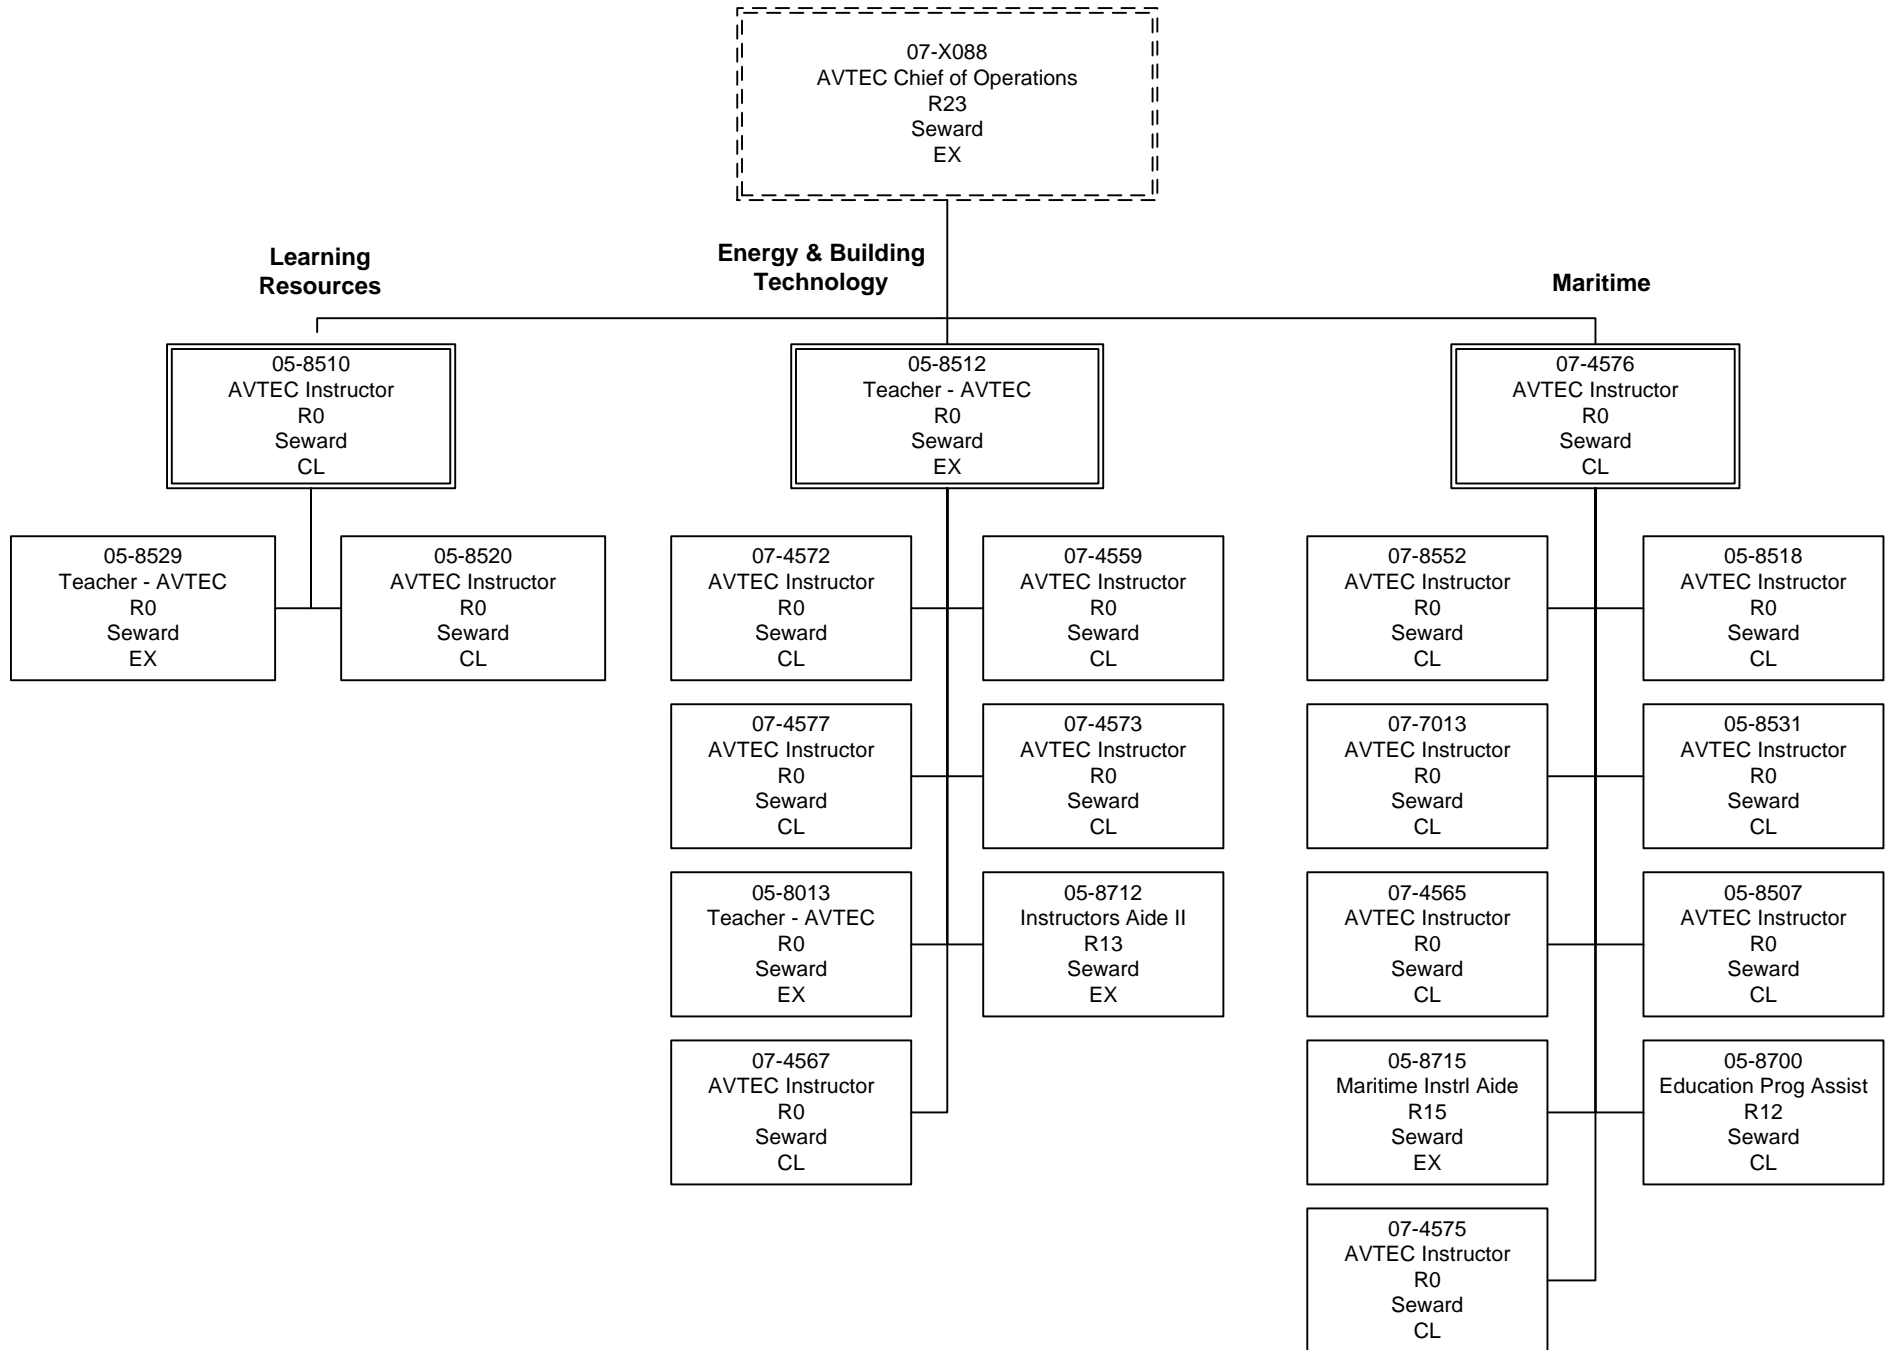 07-X088
AVTEC Chief of Operations
R23
Seward
EX
Learning
Resources
Energy & Building
Technology
Maritime
05-8510
AVTEC Instructor
R0
Seward
CL
05-8512
Teacher - AVTEC
R0
Seward
EX
07-4576
AVTEC Instructor
R0
Seward
CL
05-8529
Teacher - AVTEC
R0
Seward
EX
05-8520
AVTEC Instructor
R0
Seward
CL
07-4572
AVTEC Instructor
R0
Seward
CL
07-4559
AVTEC Instructor
R0
Seward
CL
07-8552
AVTEC Instructor
R0
Seward
CL
05-8518
AVTEC Instructor
R0
Seward
CL
07-4577
AVTEC Instructor
R0
Seward
CL
07-4573
AVTEC Instructor
R0
Seward
CL
07-7013
AVTEC Instructor
R0
Seward
CL
05-8531
AVTEC Instructor
R0
Seward
CL
05-8013
Teacher - AVTEC
R0
Seward
EX
05-8712
Instructors Aide II
R13
Seward
EX
07-4565
AVTEC Instructor
R0
Seward
CL
05-8507
AVTEC Instructor
R0
Seward
CL
07-4567
AVTEC Instructor
R0
Seward
CL
05-8715
Maritime Instrl Aide
R15
Seward
EX
05-8700
Education Prog Assist
R12
Seward
CL
07-4575
AVTEC Instructor
R0
Seward
CL